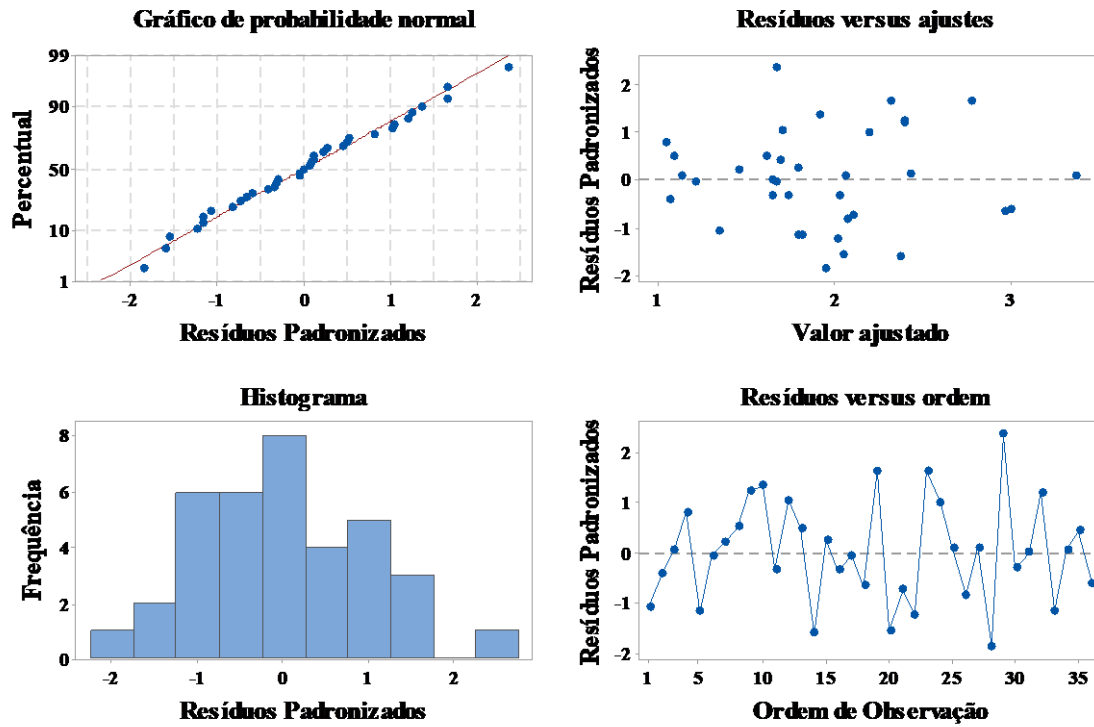 Gráfico de probabilidade normal
99
90
50
10
1
Percentual
-2 -1 0 1 2
Resíduos Padronizados
Resíduos versus ajustes
2
1
0
-1
-2
Resíduos Padronizados
1 2 3
Valor ajustado
Histograma
8
6
4
2
0
Frequência
-2 -1 0 1 2
Resíduos Padronizados
Resíduos versus ordem
2
1
0
-1
-2
Resíduos Padronizados
1 5 10 15 20 25 30 35
Ordem de Observação